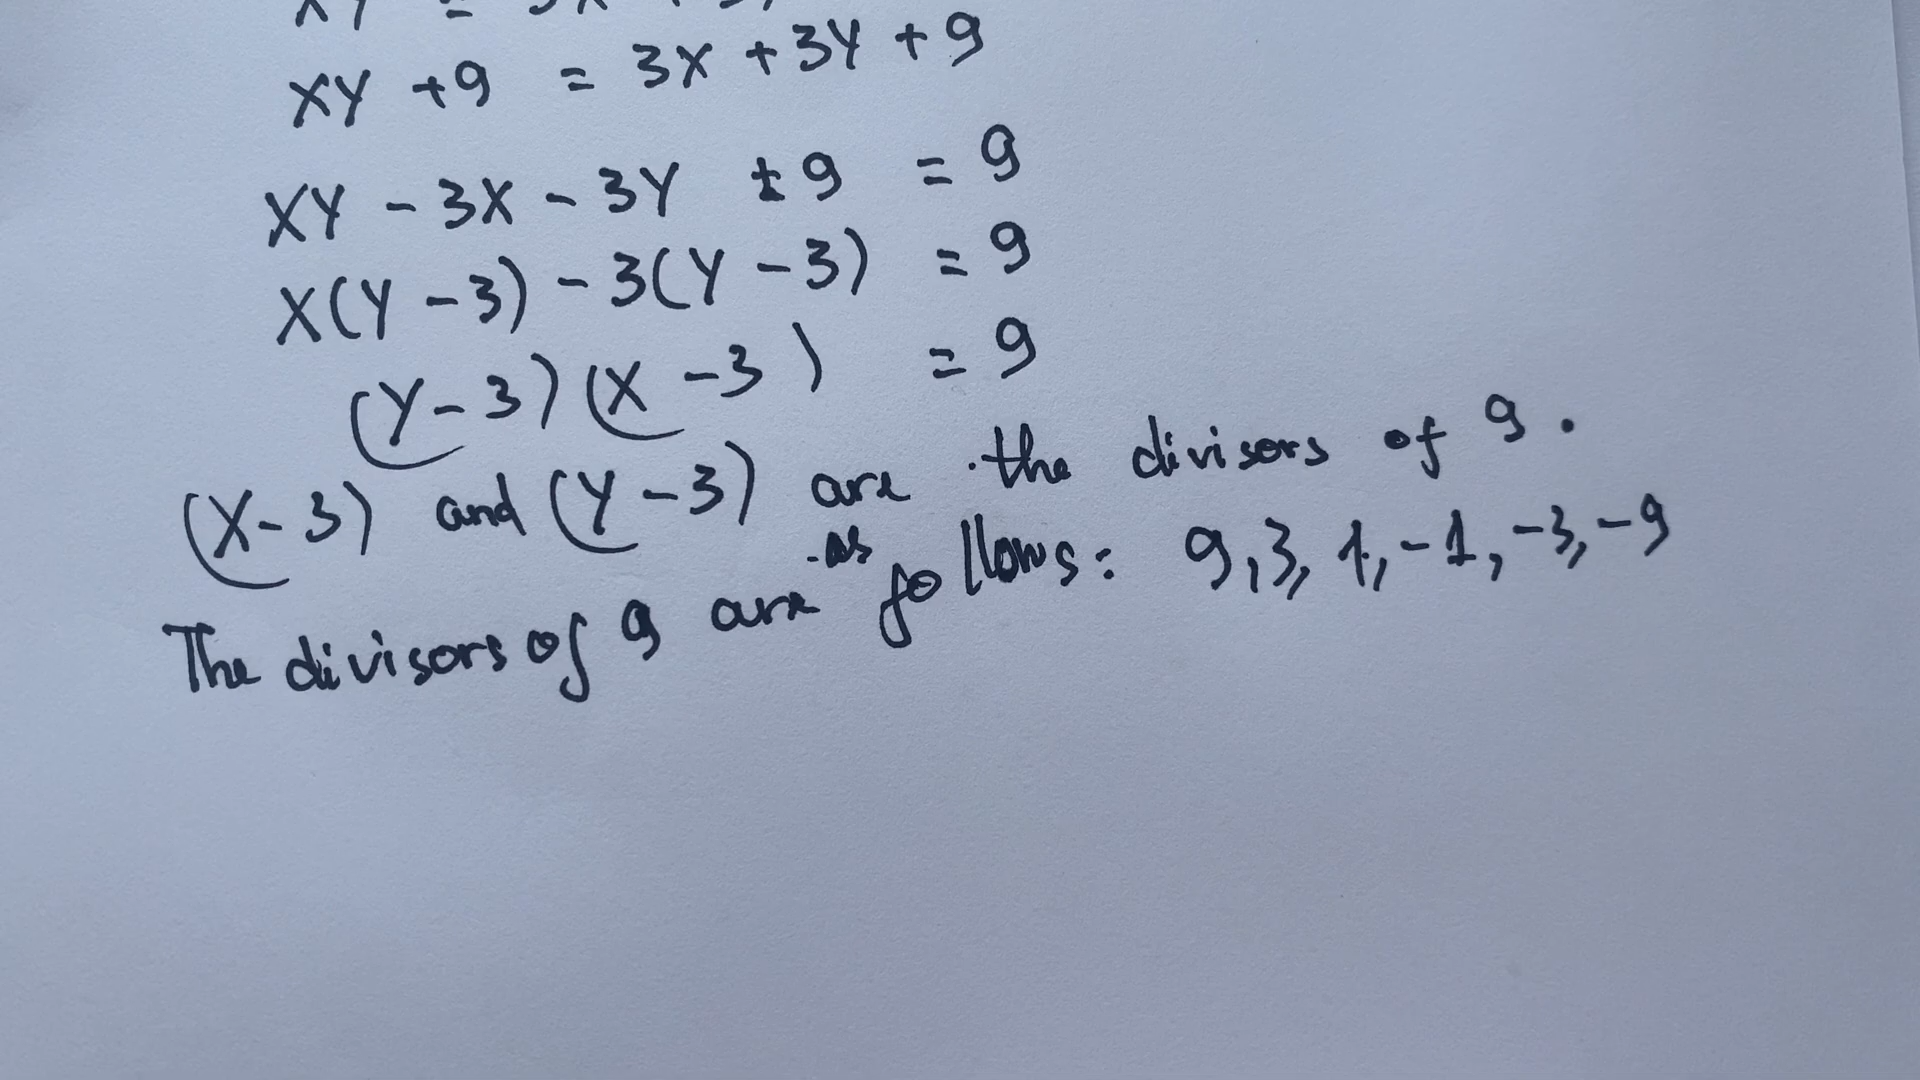 XY + 9 = 3X + 3Y + 9
XY - 3X - 3Y + 9 = 9
X(Y - 3) - 3(Y - 3) = 9
(Y - 3)(X - 3) = 9
(X - 3) and (Y - 3) are the divisors of 9.
The divisors of 9 are as follows: 9, 3, 1, -1, -3, -9